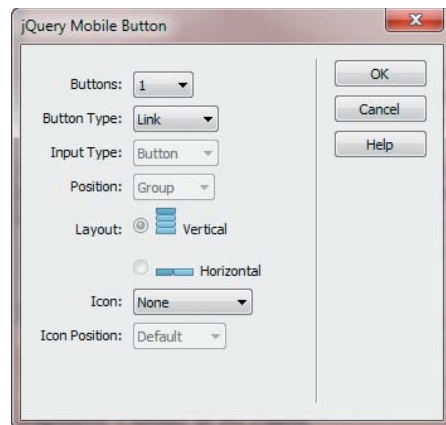 jQuery Mobile Button
Buttons: 1
OK
Button Type: Link
Cancel
Input Type: Button
Help
Position: Group
Layout: Vertical
Horizontal
Icon: None
Icon Position: Default